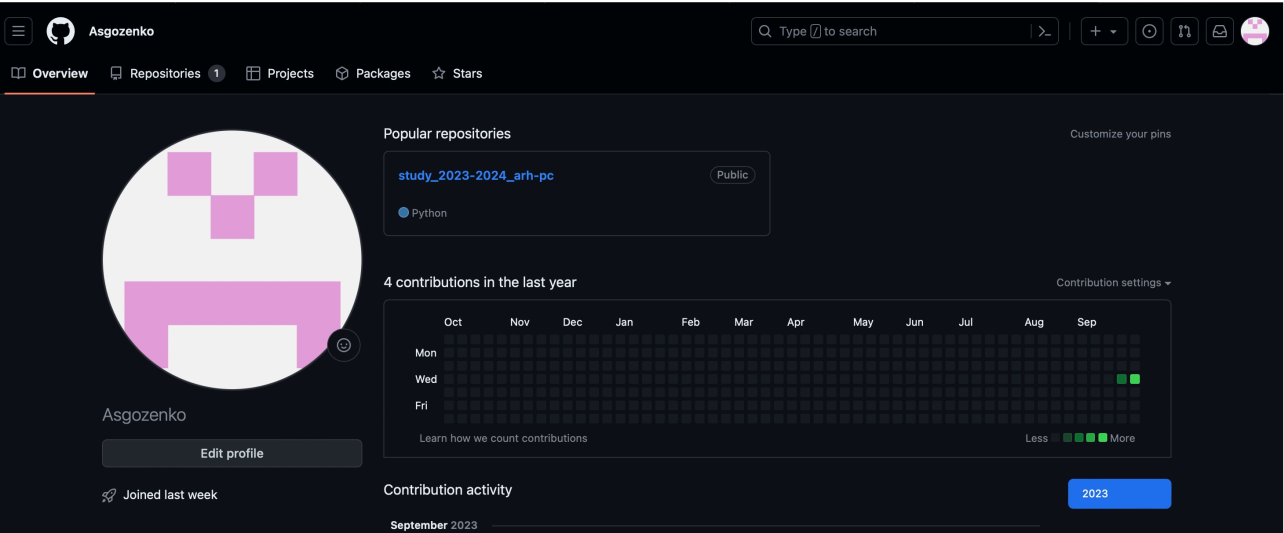 Asgozenko
Type / to search
Overview Repositories 1 Projects Packages Stars
Popular repositories
Customize your pins
study_2023-2024_arh-pc Public
Python
4 contributions in the last year
Contribution settings
Oct Nov Dec Jan Feb Mar Apr May Jun Jul Aug Sep
Mon
Wed
Fri
Learn how we count contributions
Less More
Asgozenko
Edit profile
Joined last week
Contribution activity
2023
September 2023